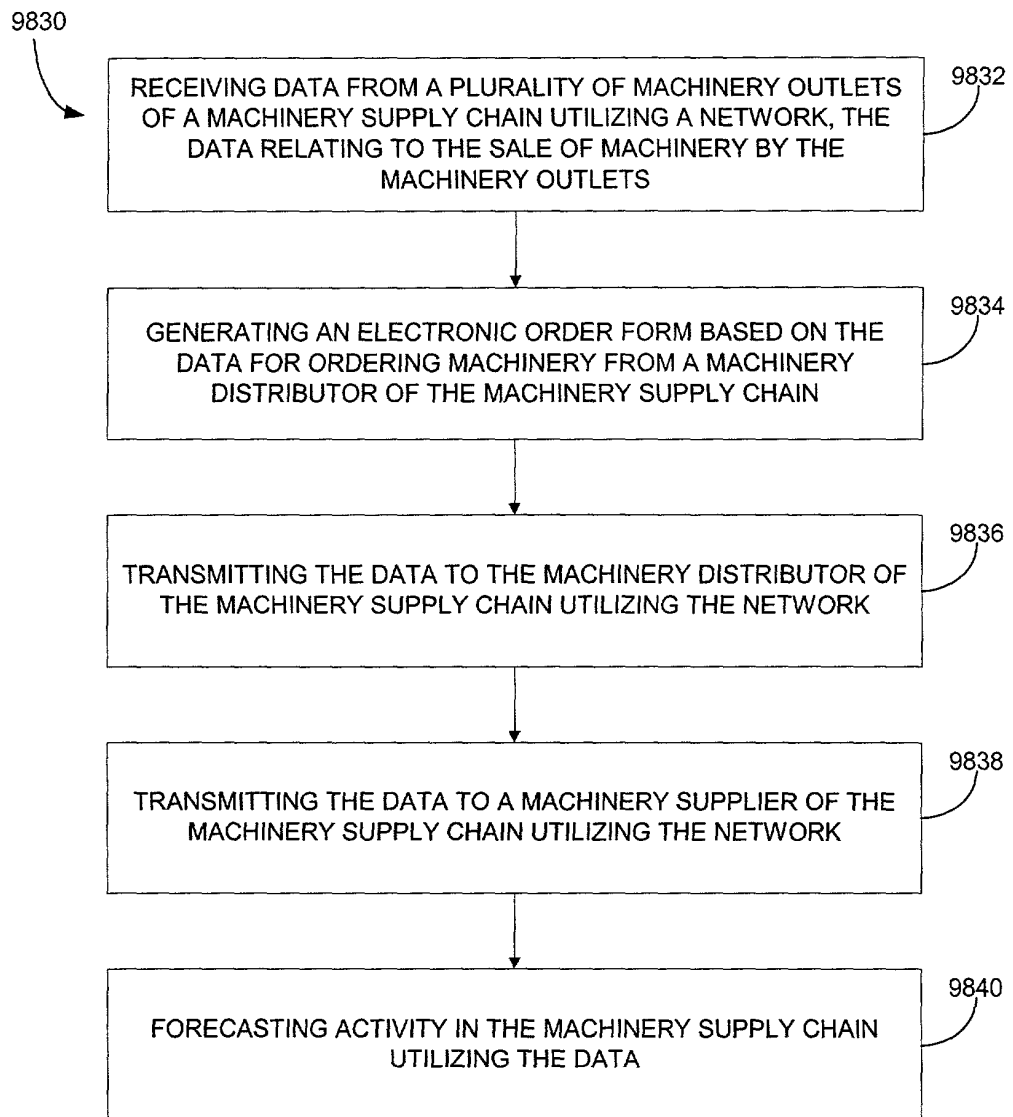 9830
RECEIVING DATA FROM A PLURALITY OF MACHINERY OUTLETS
OF A MACHINERY SUPPLY CHAIN UTILIZING A NETWORK, THE
DATA RELATING TO THE SALE OF MACHINERY BY THE
MACHINERY OUTLETS
9832
GENERATING AN ELECTRONIC ORDER FORM BASED ON THE
DATA FOR ORDERING MACHINERY FROM A MACHINERY
DISTRIBUTOR OF THE MACHINERY SUPPLY CHAIN
9834
TRANSMITTING THE DATA TO THE MACHINERY DISTRIBUTOR OF
THE MACHINERY SUPPLY CHAIN UTILIZING THE NETWORK
9836
TRANSMITTING THE DATA TO A MACHINERY SUPPLIER OF THE
MACHINERY SUPPLY CHAIN UTILIZING THE NETWORK
9838
FORECASTING ACTIVITY IN THE MACHINERY SUPPLY CHAIN
UTILIZING THE DATA
9840